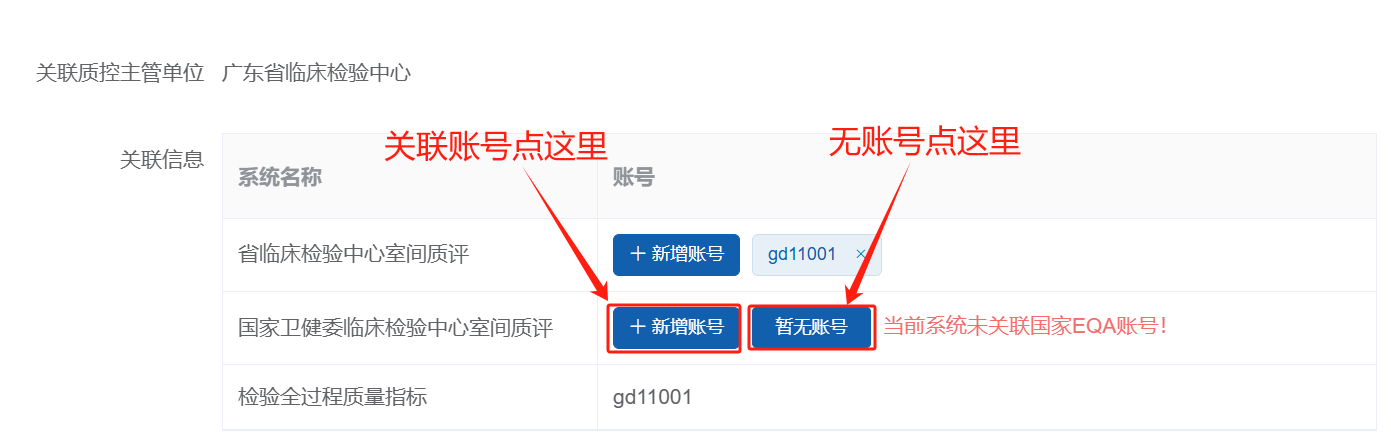 关联质控主管单位 广东省临床检验中心
关联账号点这里 无账号点这里
关联信息
系统名称 账号
省临床检验中心室间质评 + 新增账号 gd11001 ×
国家卫健委临床检验中心室间质评 + 新增账号 暂无账号 当前系统未关联国家EQA账号!
检验全过程质量指标 gd11001